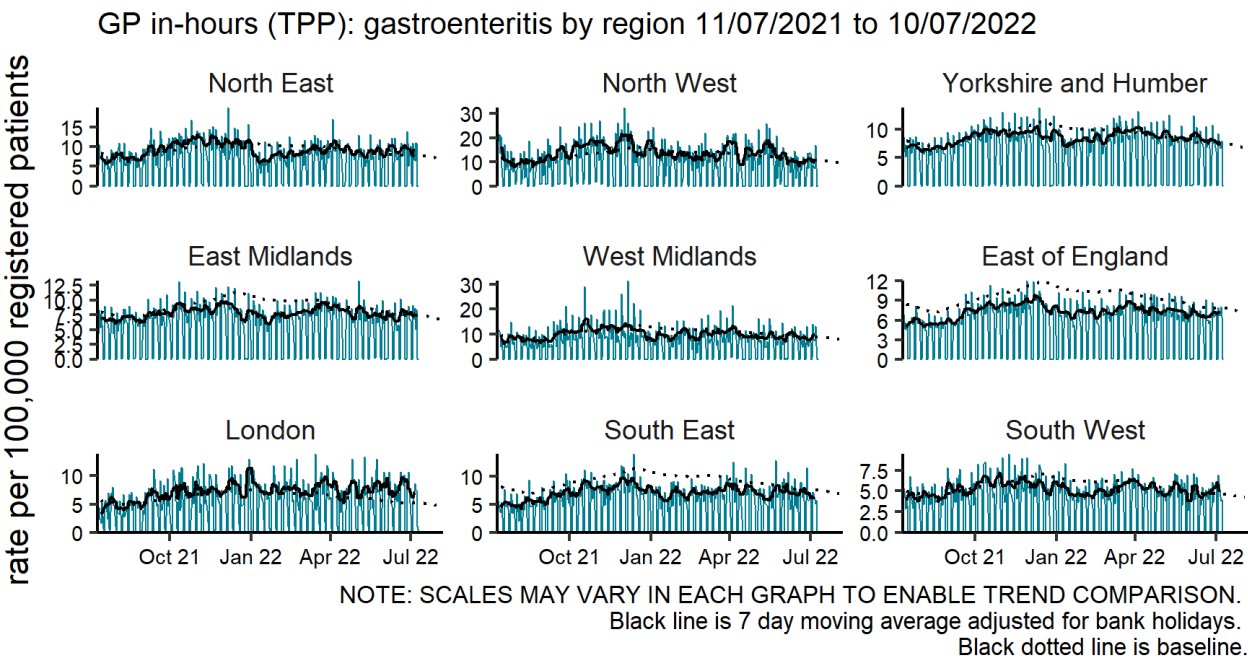 GP in-hours (TPP): gastroenteritis by region 11/07/2021 to 10/07/2022
rate per 100,000 registered patients
North East
15
10
5
0
North West
30
20
10
0
Yorkshire and Humber
10
5
0
East Midlands
12.5
10.0
7.5
5.0
2.5
0.0
West Midlands
30
20
10
0
East of England
12
9
6
3
0
London
10
5
0
Oct 21 Jan 22 Apr 22 Jul 22
South East
10
5
0
Oct 21 Jan 22 Apr 22 Jul 22
South West
7.5
5.0
2.5
0.0
Oct 21 Jan 22 Apr 22 Jul 22
NOTE: SCALES MAY VARY IN EACH GRAPH TO ENABLE TREND COMPARISON.
Black line is 7 day moving average adjusted for bank holidays.
Black dotted line is baseline.